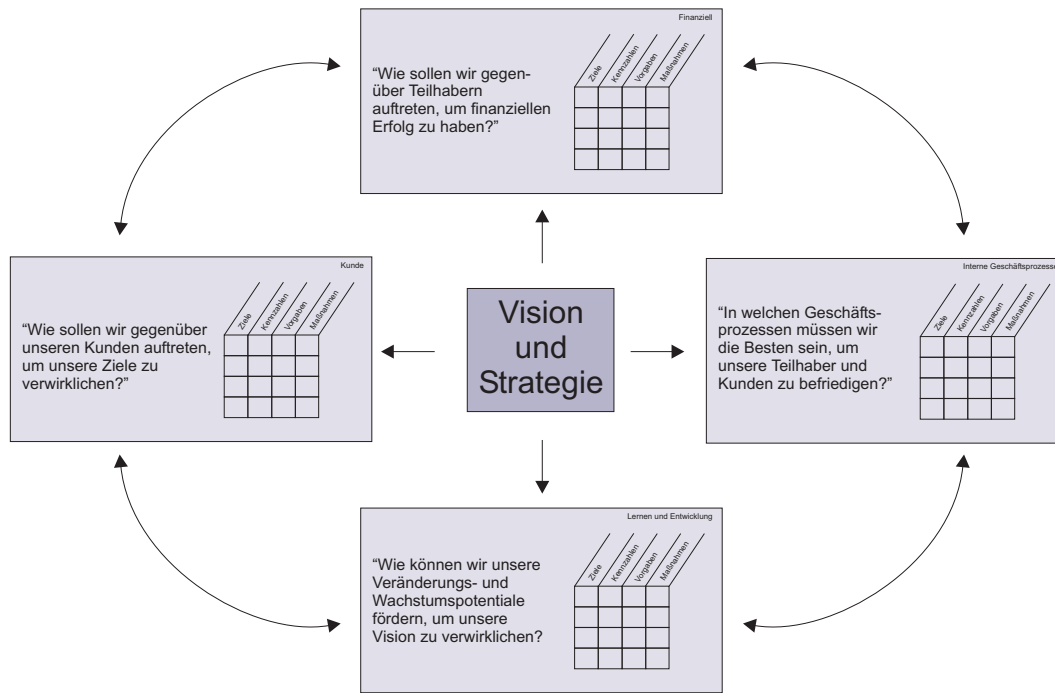 Finanziell
Ziele
Kennzahlen
Vorgaben
Maßnahmen
“Wie sollen wir gegen-
über Teilhabern
auftreten, um finanziellen
Erfolg zu haben?”
Kunde
Ziele
Kennzahlen
Vorgaben
Maßnahmen
“Wie sollen wir gegenüber
unseren Kunden auftreten,
um unsere Ziele zu
verwirklichen?”
Vision
und
Strategie
Interne Geschäftsprozesse
Ziele
Kennzahlen
Vorgaben
Maßnahmen
“In welchen Geschäfts-
prozessen müssen wir
die Besten sein, um
unsere Teilhaber und
Kunden zu befriedigen?”
Lernen und Entwicklung
Ziele
Kennzahlen
Vorgaben
Maßnahmen
“Wie können wir unsere
Veränderungs- und
Wachstumspotentiale
fördern, um unsere
Vision zu verwirklichen?